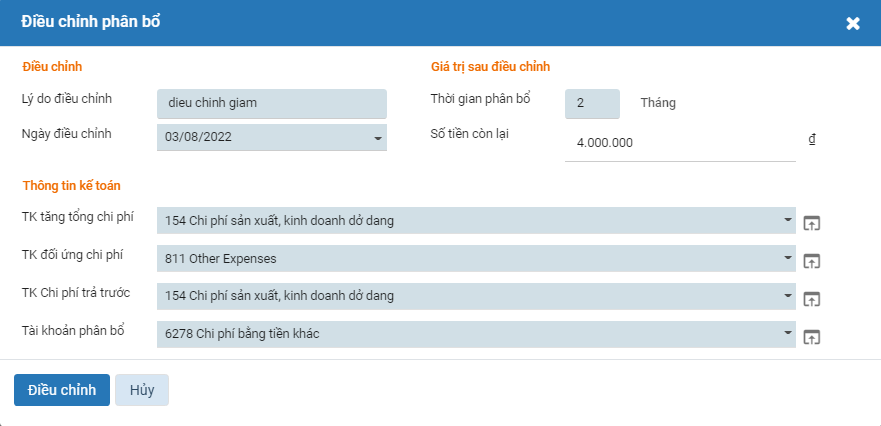 Điều chỉnh phân bổ
Điều chỉnh
Lý do điều chỉnh dieu chinh giam
Ngày điều chỉnh 03/08/2022
Giá trị sau điều chỉnh
Thời gian phân bổ 2 Tháng
Số tiền còn lại 4.000.000 ₫
Thông tin kế toán
TK tăng tổng chi phí 154 Chi phí sản xuất, kinh doanh dở dang
TK đối ứng chi phí 811 Other Expenses
TK Chi phí trả trước 154 Chi phí sản xuất, kinh doanh dở dang
Tài khoản phân bổ 6278 Chi phí bằng tiền khác
Điều chỉnh Hủy